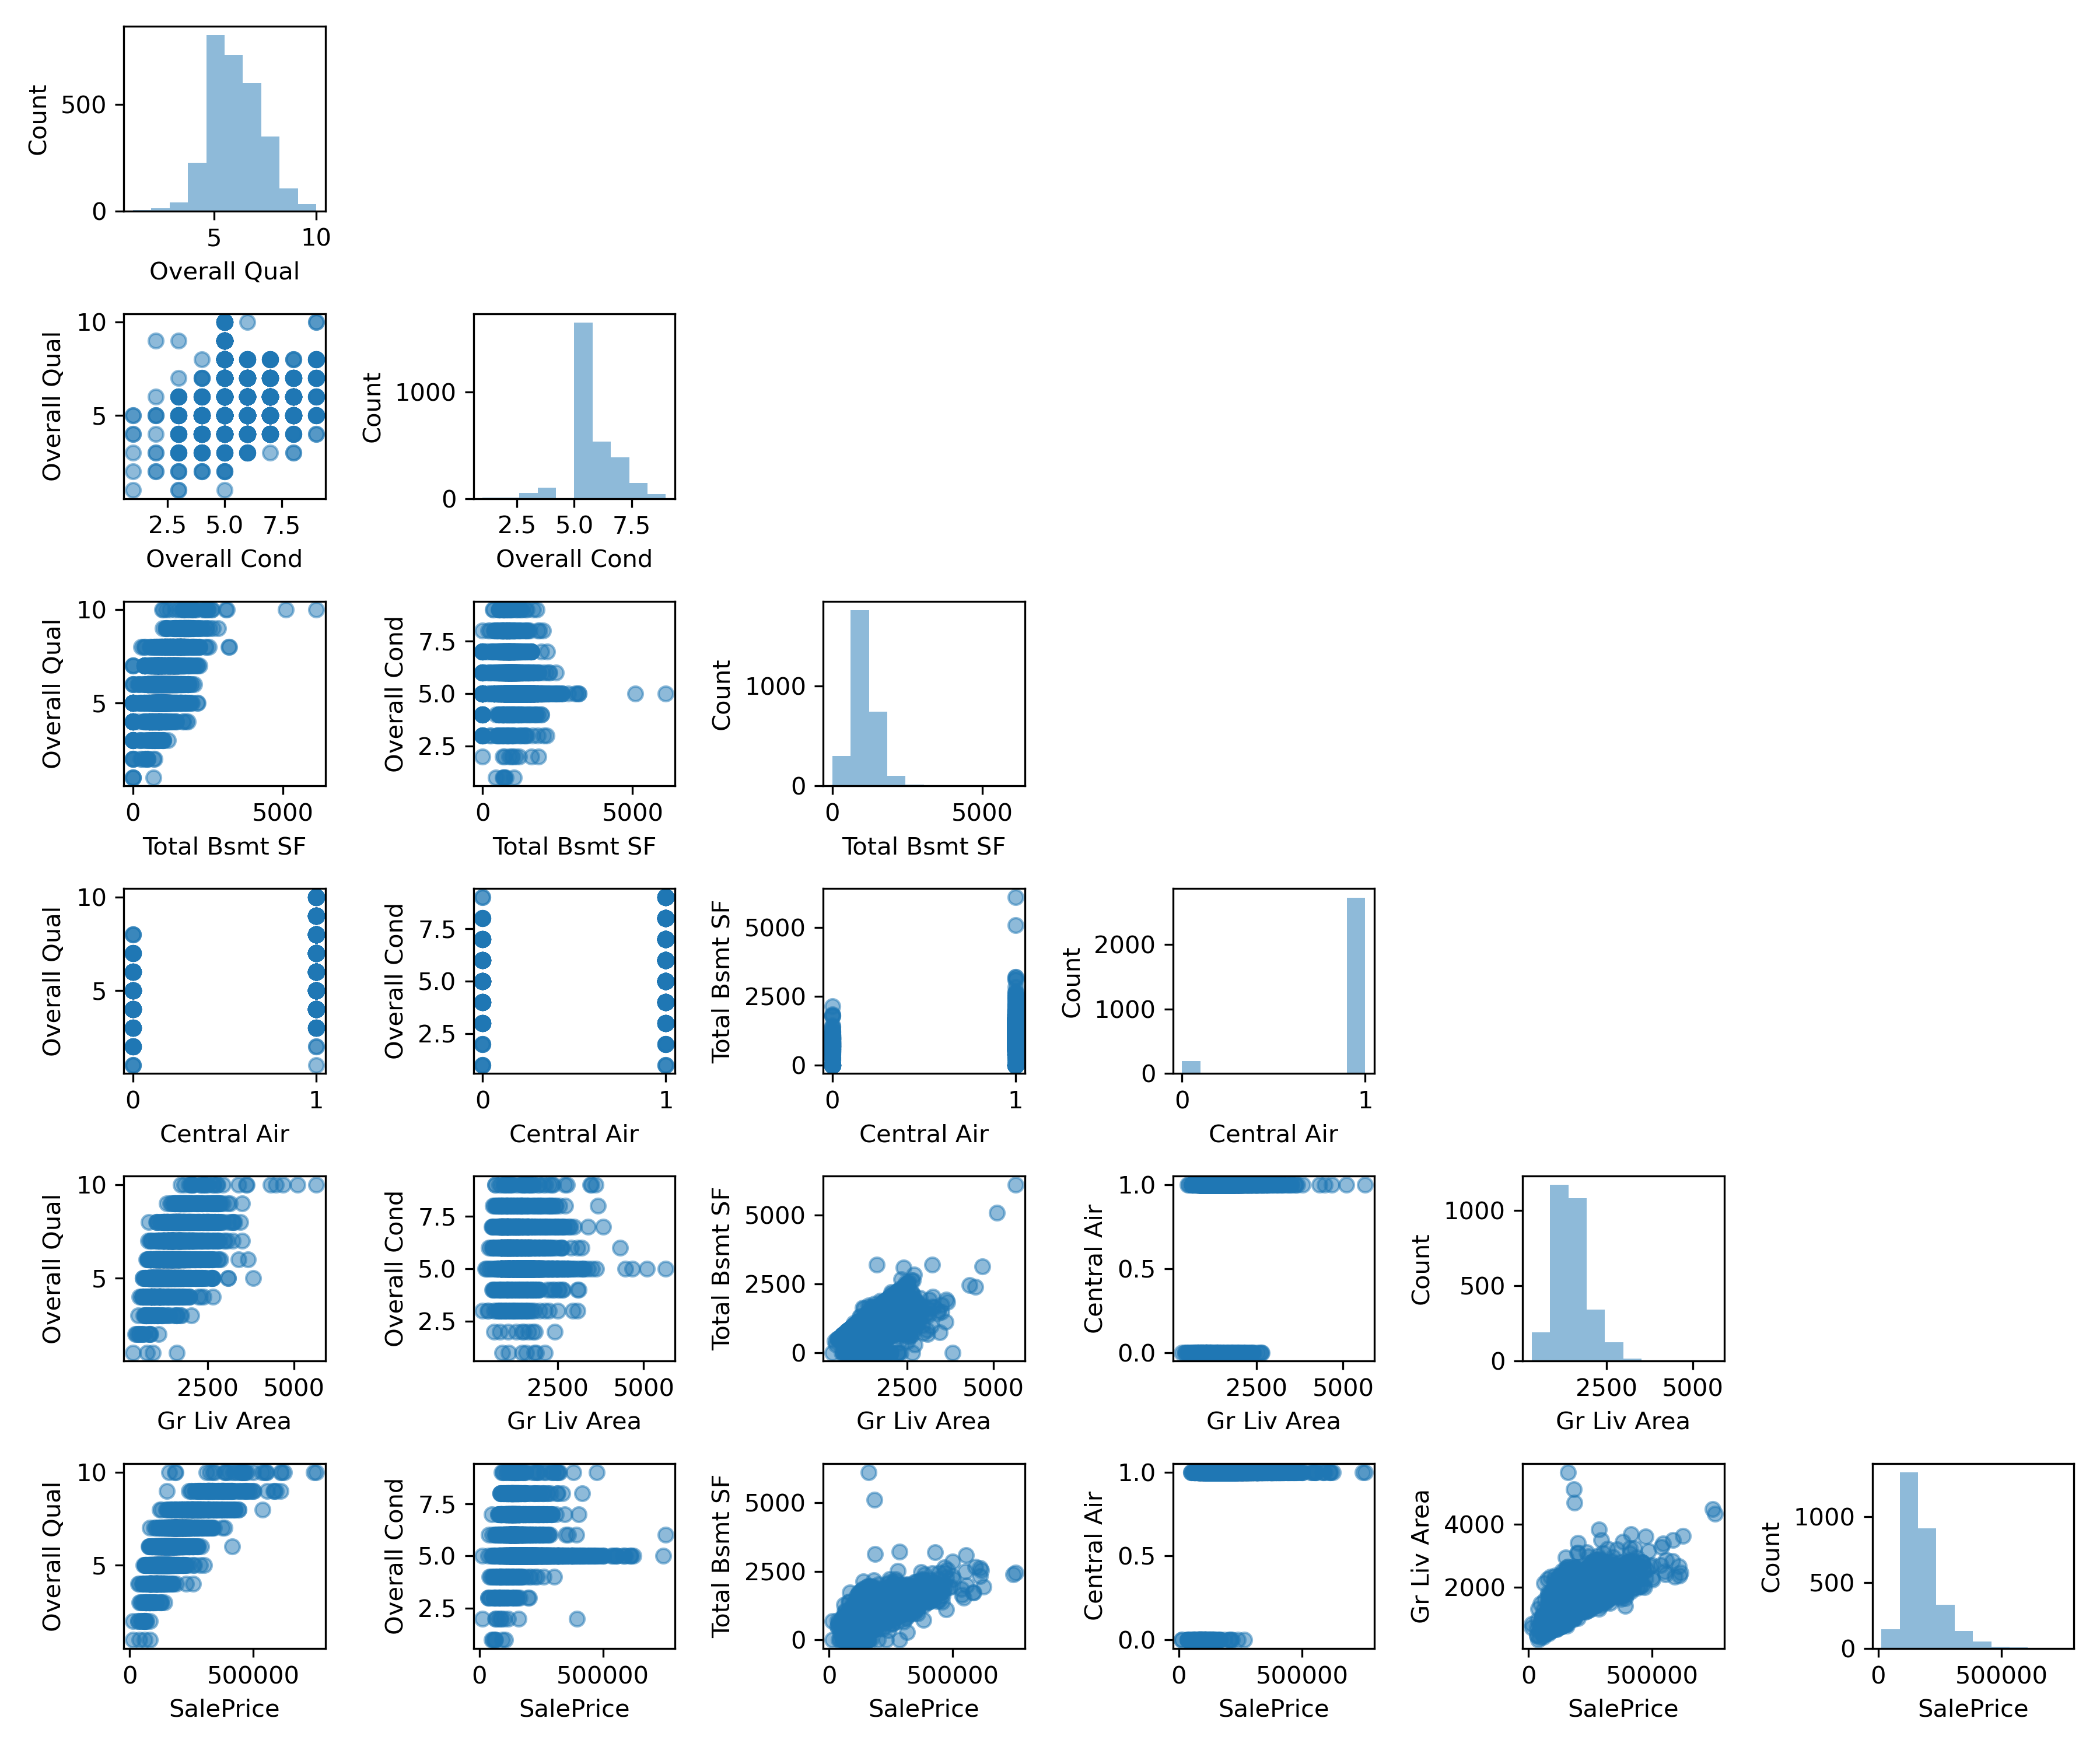 Count
500
0
5 10
Overall Qual
Overall Qual
10
5
2.5 5.0 7.5
Overall Cond
Count
1000
0
2.5 5.0 7.5
Overall Cond
Overall Qual
10
5
0 5000
Total Bsmt SF
Overall Cond
7.5
5.0
2.5
0 5000
Total Bsmt SF
Count
1000
0
0 5000
Total Bsmt SF
Overall Qual
10
5
0 1
Central Air
Overall Cond
7.5
5.0
2.5
0 1
Central Air
Total Bsmt SF
5000
2500
0
0 1
Central Air
Count
2000
1000
0
0 1
Central Air
Overall Qual
10
5
2500 5000
Gr Liv Area
Overall Cond
7.5
5.0
2.5
2500 5000
Gr Liv Area
Total Bsmt SF
5000
2500
0
2500 5000
Gr Liv Area
Central Air
1.0
0.5
0.0
2500 5000
Gr Liv Area
Count
1000
500
0
2500 5000
Gr Liv Area
Overall Qual
10
5
0 500000
SalePrice
Overall Cond
7.5
5.0
2.5
0 500000
SalePrice
Total Bsmt SF
5000
2500
0
0 500000
SalePrice
Central Air
1.0
0.5
0.0
0 500000
SalePrice
Gr Liv Area
4000
2000
0 500000
SalePrice
Count
1000
500
0
0 500000
SalePrice